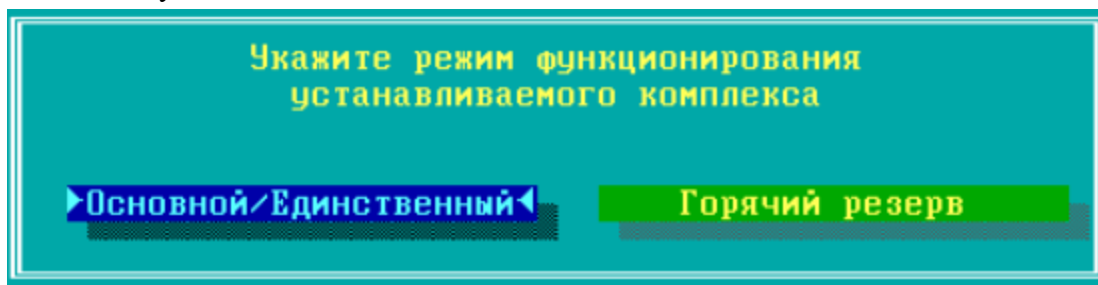 Укажите режим функционирования
устанавливаемого комплекса
Основной/Единственный Горячий резерв